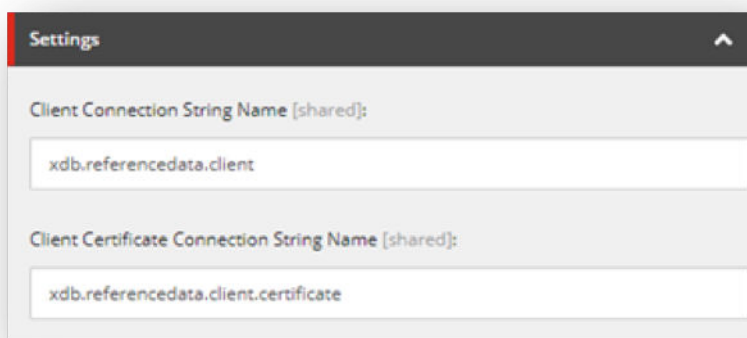 Settings
Client Connection String Name [shared]:
xdb.referencedata.client
Client Certificate Connection String Name [shared]:
xdb.referencedata.client.certificate